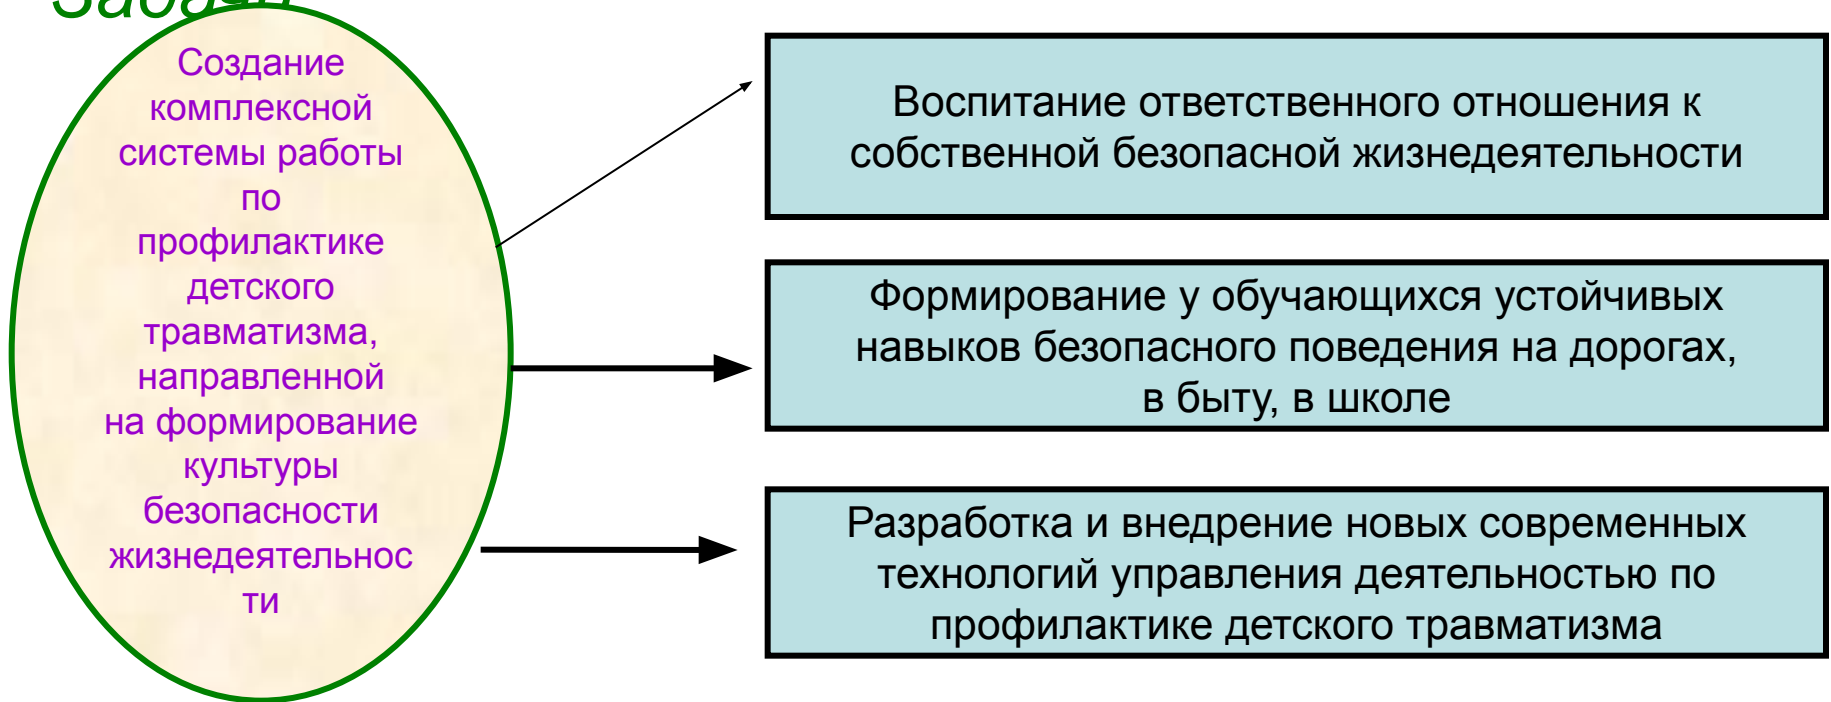 Задачи
Создание
комплексной
системы работы
по
профилактике
детского
травматизма,
направленной
на формирование
культуры
безопасности
жизнедеятельнос
ти
Воспитание ответственного отношения к
собственной безопасной жизнедеятельности
Формирование у обучающихся устойчивых
навыков безопасного поведения на дорогах,
в быту, в школе
Разработка и внедрение новых современных
технологий управления деятельностью по
профилактике детского травматизма